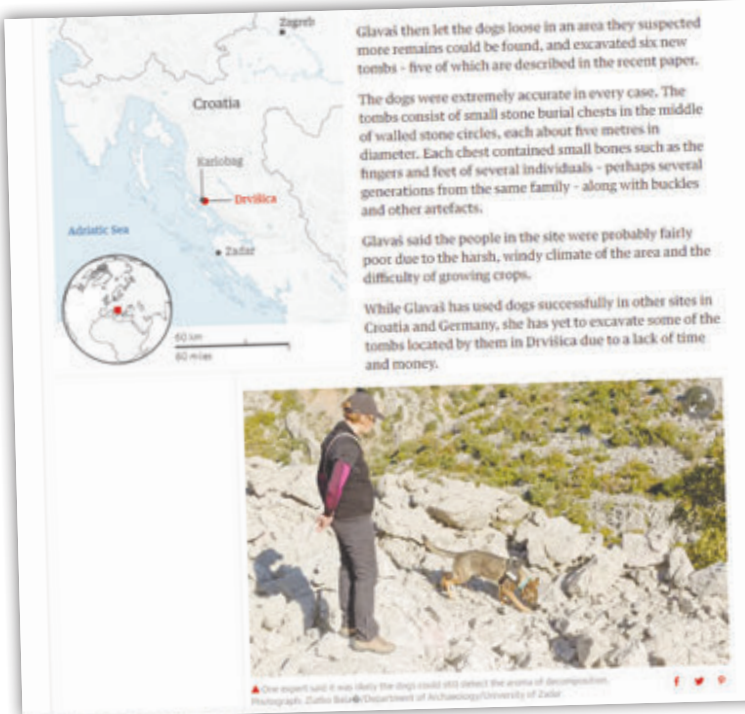 Zagreb
Croatia
Karlobag
Drvišica
Adriatic Sea
Zadar
60 km
60 miles
Glavaš then let the dogs loose in an area they suspected
more remains could be found, and excavated six new
tombs - five of which are described in the recent paper.
The dogs were extremely accurate in every case. The
tombs consist of small stone burial chests in the middle
of walled stone circles, each about five metres in
diameter. Each chest contained small bones such as the
fingers and feet of several individuals - perhaps several
generations from the same family - along with buckles
and other artefacts.
Glavaš said the people in the site were probably fairly
poor due to the harsh, windy climate of the area and the
difficulty of growing crops.
While Glavaš has used dogs successfully in other sites in
Croatia and Germany, she has yet to excavate some of the
tombs located by them in Drvišica due to a lack of time
and money.
One expert said it was likely the dogs could still detect the aroma of decomposition.
Photograph: Department of Archaeology/University of Zadar